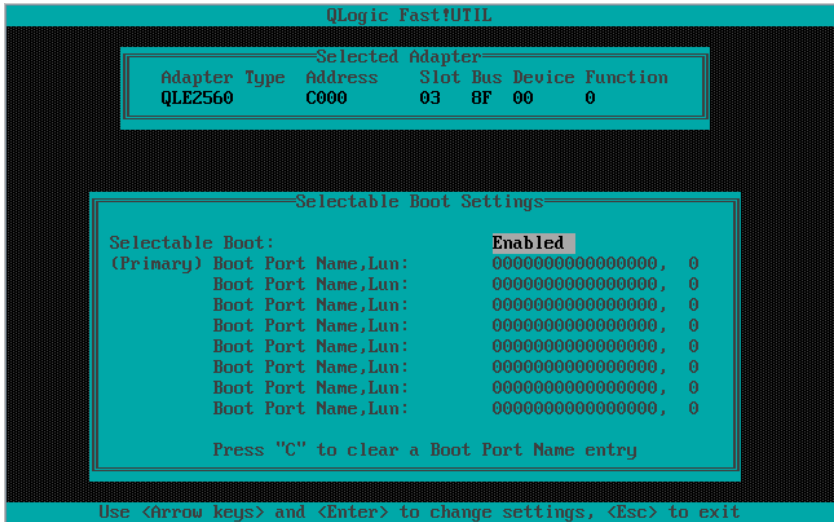 QLogic Fast!UTIL
Selected Adapter
Adapter Type Address Slot Bus Device Function
QLE2560 C000 03 8F 00 0
Selectable Boot Settings
Selectable Boot: Enabled
(Primary) Boot Port Name,Lun: 0000000000000000, 0
Boot Port Name,Lun: 0000000000000000, 0
Boot Port Name,Lun: 0000000000000000, 0
Boot Port Name,Lun: 0000000000000000, 0
Boot Port Name,Lun: 0000000000000000, 0
Boot Port Name,Lun: 0000000000000000, 0
Boot Port Name,Lun: 0000000000000000, 0
Boot Port Name,Lun: 0000000000000000, 0
Press "C" to clear a Boot Port Name entry
Use <Arrow keys> and <Enter> to change settings, <Esc> to exit